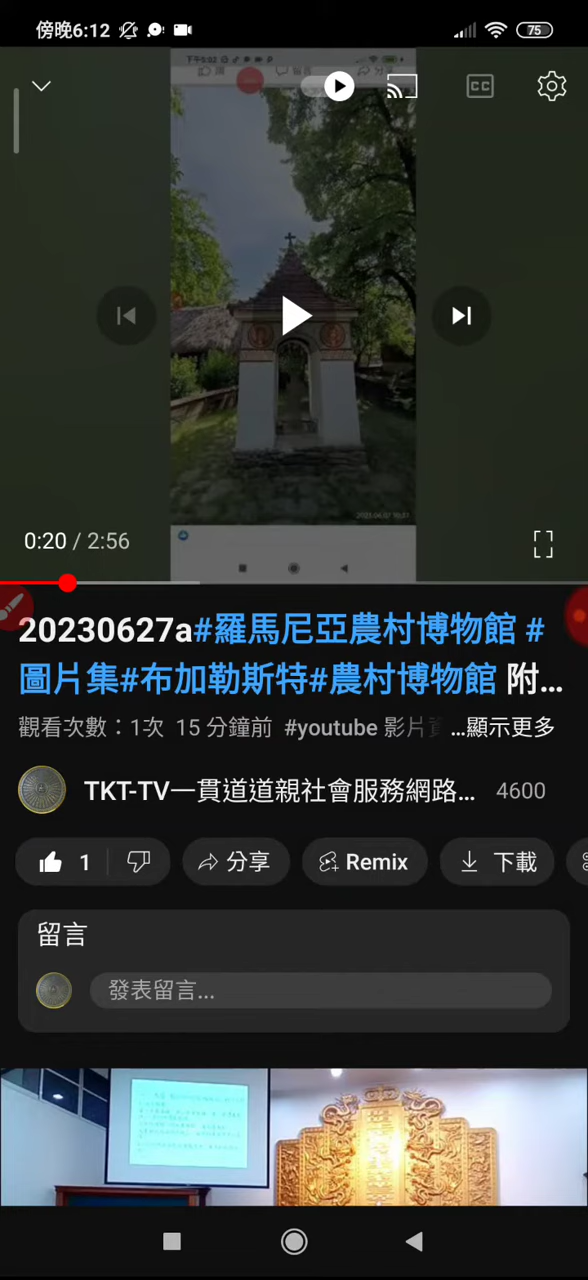 傍晚6:12
75
CC
2023.06.07
0:20 / 2:56
20230627a#羅馬尼亞農村博物館 #
圖片集#布加勒斯特#農村博物館 附...
觀看次數：1次 15 分鐘前 #youtube 影片 ...顯示更多
TKT-TV一貫道道親社會服務網路... 4600
1 分享 Remix 下載
留言
發表留言...